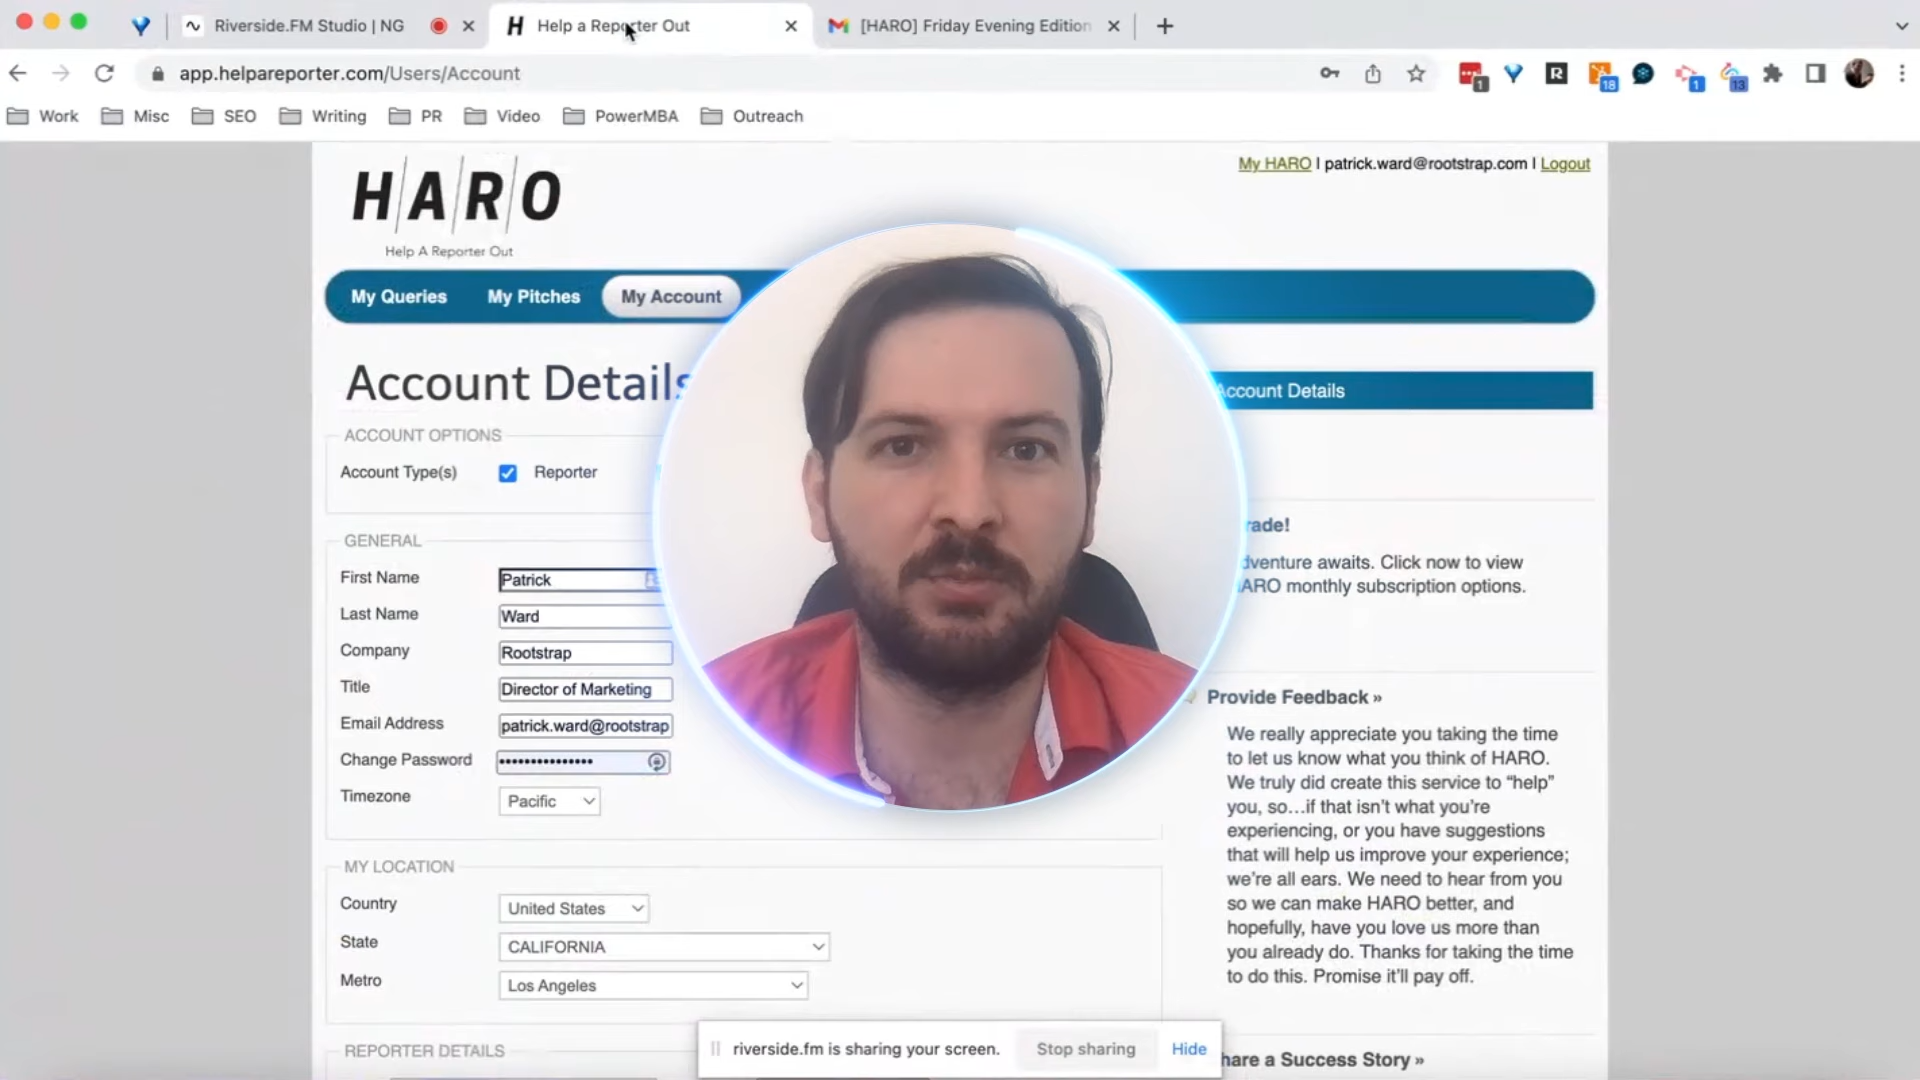 Riverside.FM Studio | NG
Help a Reporter Out
[HARO] Friday Evening Edition
app.helpareporter.com/Users/Account
1
18
1
13
Work
Misc
SEO
Writing
PR
Video
PowerMBA
Outreach
HARO
Help A Reporter Out
My HARO | patrick.ward@rootstrap.com | Logout
My Queries
My Pitches
My Account
Account Details
Account Details
ACCOUNT OPTIONS
Account Type(s)
Reporter
GENERAL
First Name
Patrick
Last Name
Ward
Company
Rootstrap
Title
Director of Marketing
Email Address
patrick.ward@rootstrap
Change Password
•••••••••••••••
Timezone
Pacific
MY LOCATION
Country
United States
State
CALIFORNIA
Metro
Los Angeles
REPORTER DETAILS
rade!
dventure awaits. Click now to view
ARO monthly subscription options.
Provide Feedback »
We really appreciate you taking the time
to let us know what you think of HARO.
We truly did create this service to “help”
you, so…if that isn’t what you’re
experiencing, or you have suggestions
that will help us improve your experience;
we’re all ears. We need to hear from you
so we can make HARO better, and
hopefully, have you love us more than
you already do. Thanks for taking the time
to do this. Promise it’ll pay off.
hare a Success Story »
riverside.fm is sharing your screen.
Stop sharing
Hide